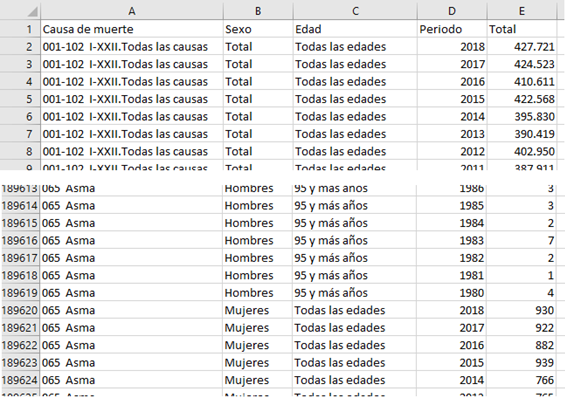 A B C D E
1 Causa de muerte Sexo Edad Periodo Total
2 001-102 I-XXII.Todas las causas Total Todas las edades 2018 427.721
3 001-102 I-XXII.Todas las causas Total Todas las edades 2017 424.523
4 001-102 I-XXII.Todas las causas Total Todas las edades 2016 410.611
5 001-102 I-XXII.Todas las causas Total Todas las edades 2015 422.568
6 001-102 I-XXII.Todas las causas Total Todas las edades 2014 395.830
7 001-102 I-XXII.Todas las causas Total Todas las edades 2013 390.419
8 001-102 I-XXII.Todas las causas Total Todas las edades 2012 402.950
9 001-102 I-XXII.Todas las causas Total Todas las edades 2011 387.911
189613 065 Asma Hombres 95 y más años 1986 3
189614 065 Asma Hombres 95 y más años 1985 3
189615 065 Asma Hombres 95 y más años 1984 2
189616 065 Asma Hombres 95 y más años 1983 7
189617 065 Asma Hombres 95 y más años 1982 2
189618 065 Asma Hombres 95 y más años 1981 1
189619 065 Asma Hombres 95 y más años 1980 4
189620 065 Asma Mujeres Todas las edades 2018 930
189621 065 Asma Mujeres Todas las edades 2017 922
189622 065 Asma Mujeres Todas las edades 2016 882
189623 065 Asma Mujeres Todas las edades 2015 939
189624 065 Asma Mujeres Todas las edades 2014 766